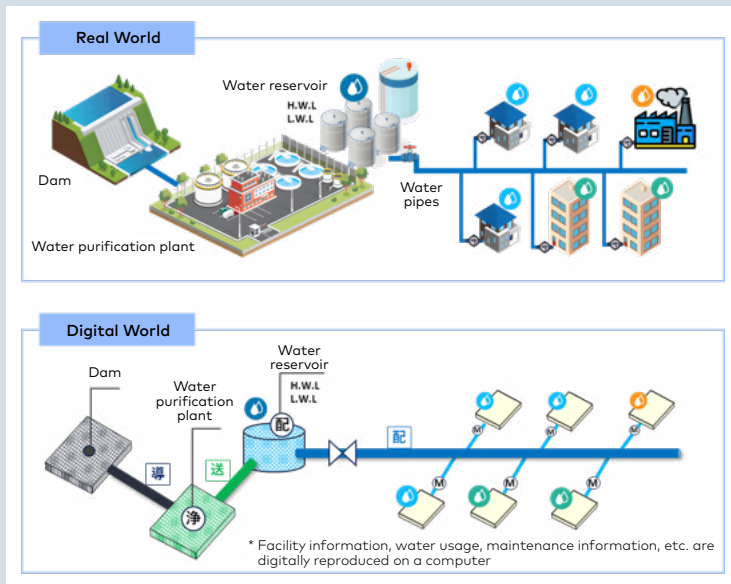 Real World
Water reservoir
H.W.L
L.W.L
Dam
Water
pipes
Water purification plant
Digital World
Water
reservoir
H.W.L
L.W.L
Dam
Water
purification
plant
配
導
送
配
浄
M
M
M
M
M
M
* Facility information, water usage, maintenance information, etc. are
digitally reproduced on a computer